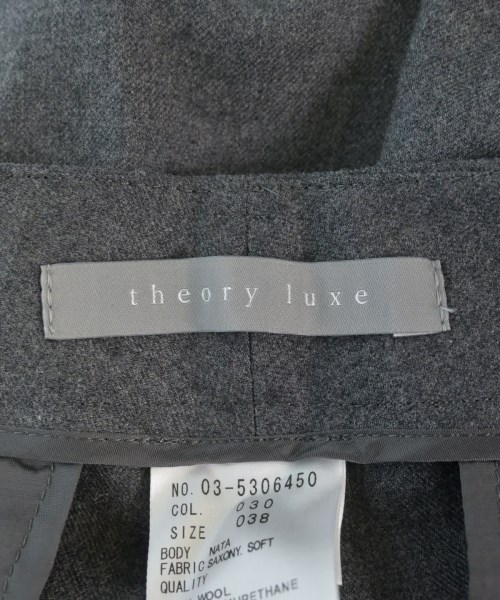 theory luxe
NO. 03-5306450
COL. 030
SIZE 038
BODY NATA
FABRIC SAXONY. SOFT
QUALITY
WOOL
URETHANE